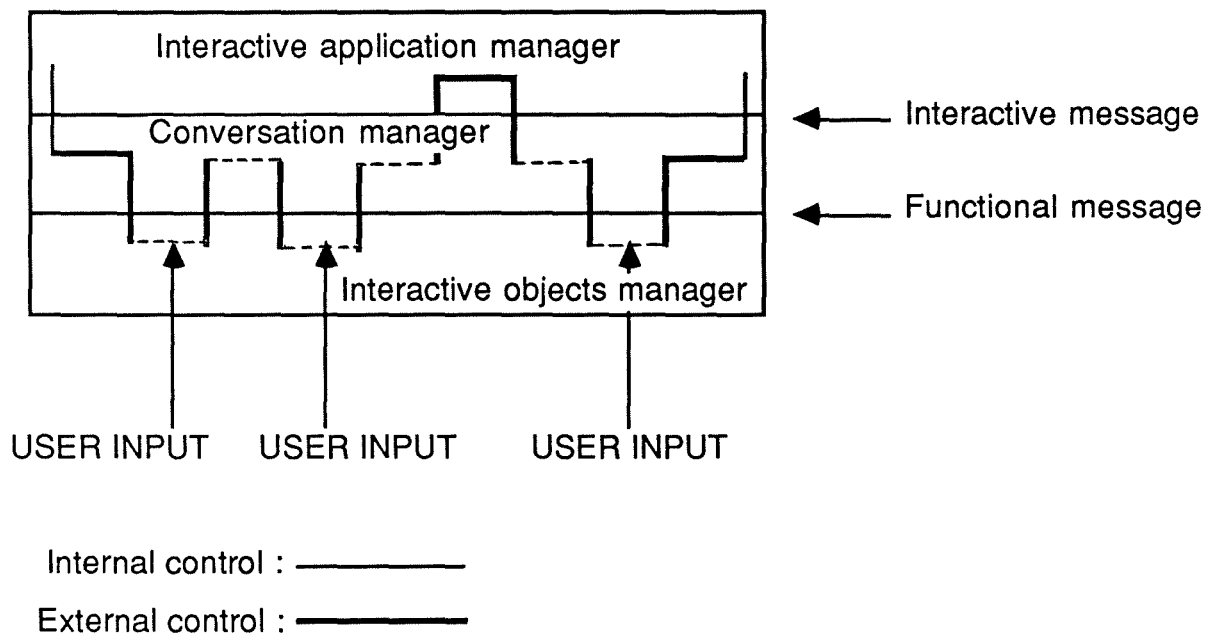 Interactive application manager
Interactive message
Conversation manager
Functional message
Interactive objects manager
USER INPUT USER INPUT USER INPUT
Internal control :
External control :